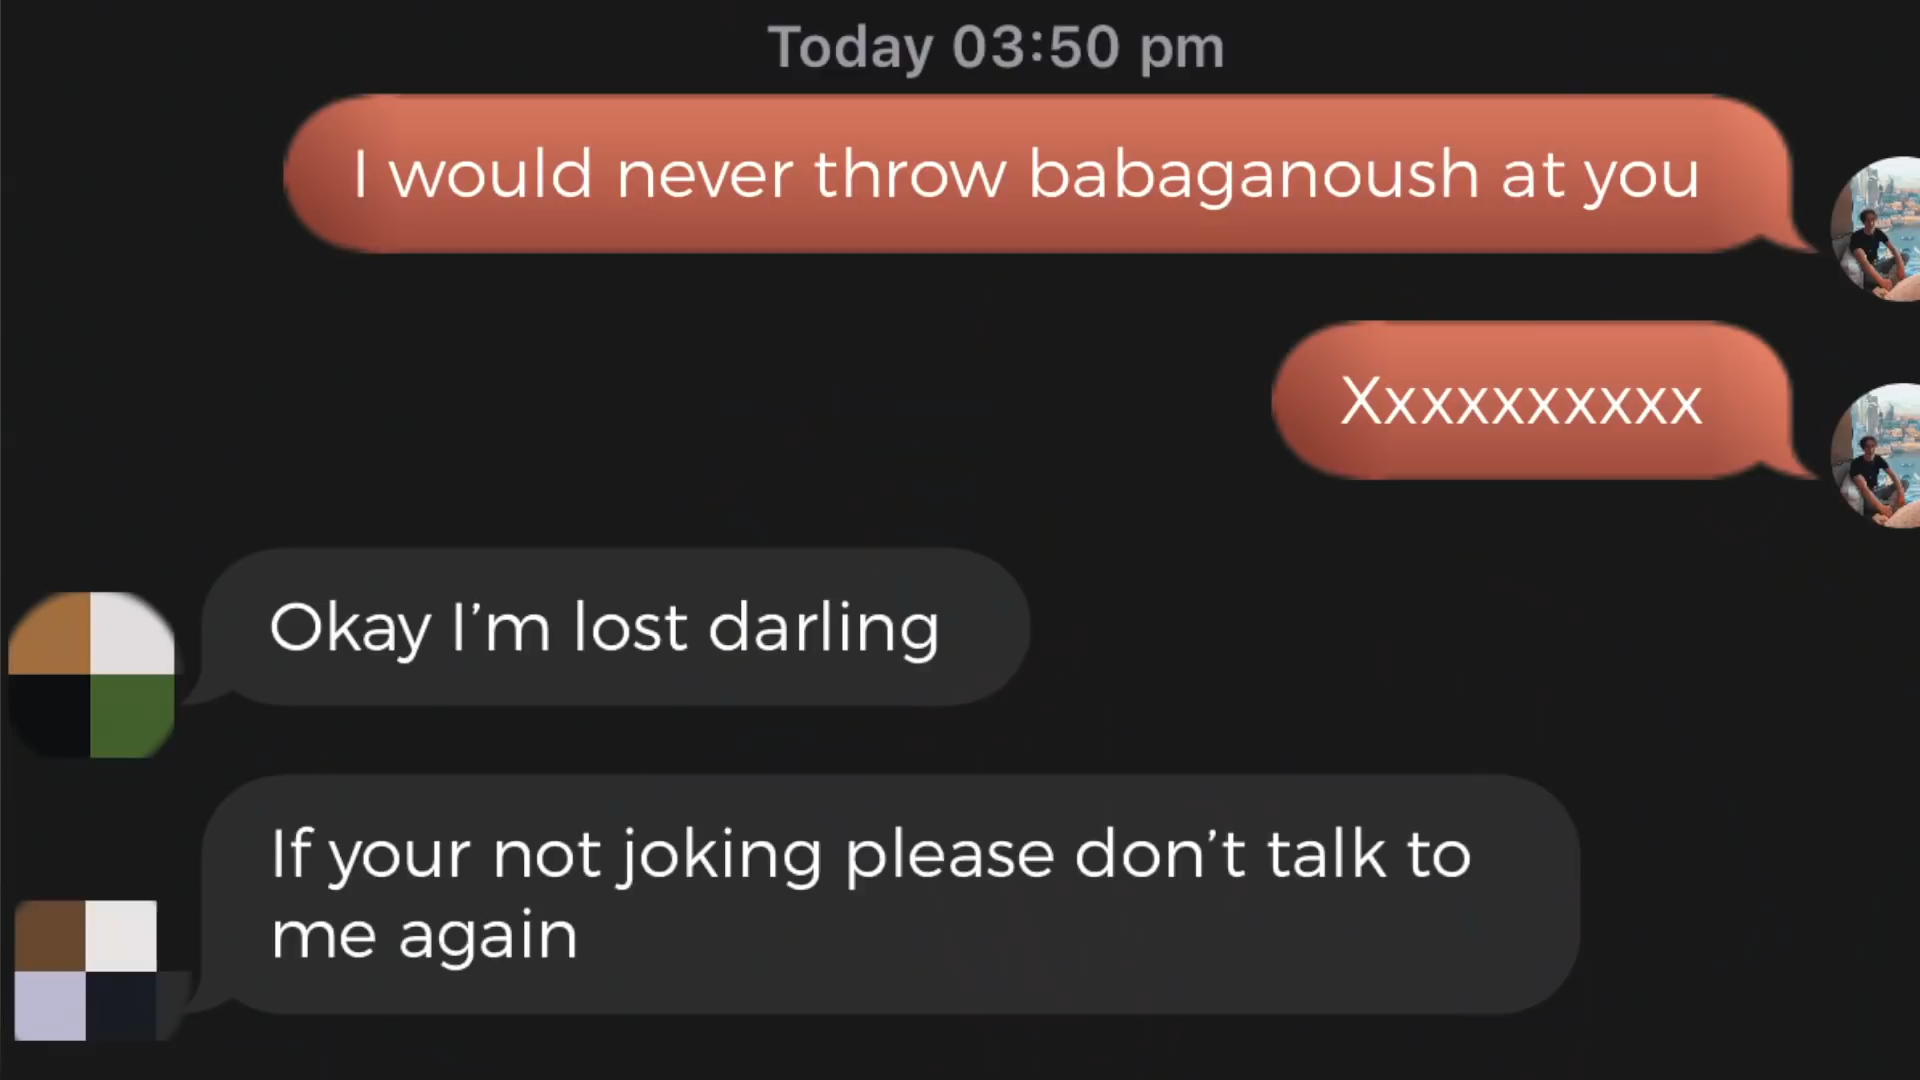 Today 03:50 pm
I would never throw babaganoush at you
Xxxxxxxxxx
Okay I’m lost darling
If your not joking please don’t talk to
me again